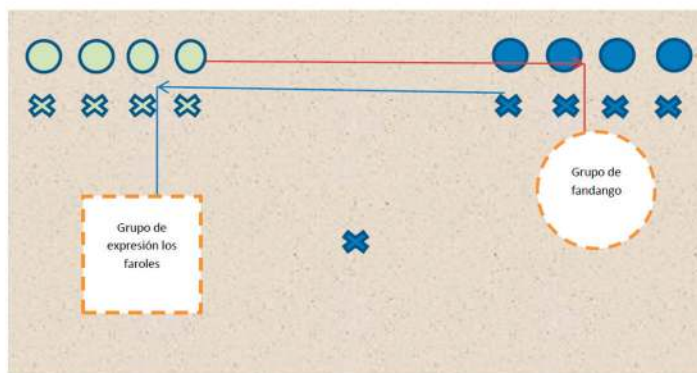 Grupo de
expresión los
faroles
Grupo de
fandango